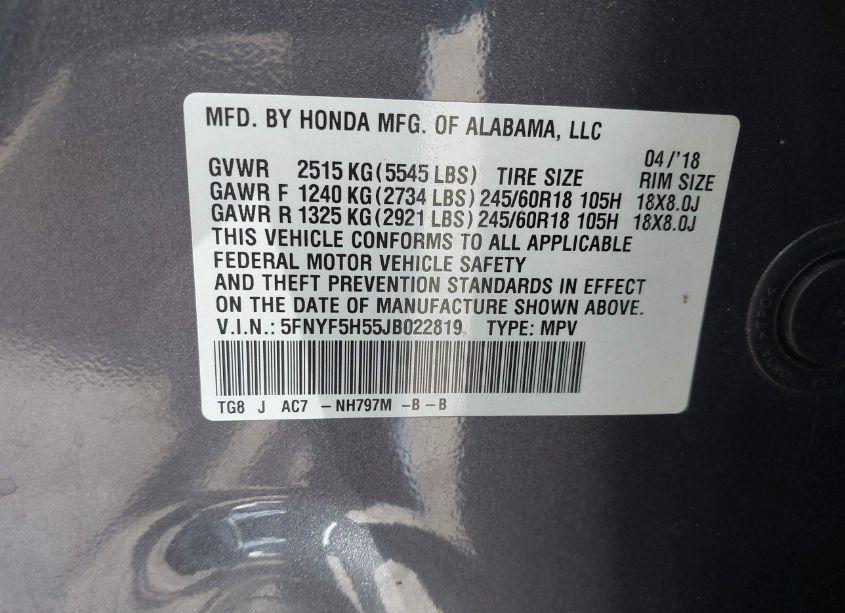 MFD. BY HONDA MFG. OF ALABAMA, LLC
04/'18
GVWR 2515 KG (5545 LBS) TIRE SIZE RIM SIZE
GAWR F 1240 KG (2734 LBS) 245/60R18 105H 18X8.0J
GAWR R 1325 KG (2921 LBS) 245/60R18 105H 18X8.0J
THIS VEHICLE CONFORMS TO ALL APPLICABLE
FEDERAL MOTOR VEHICLE SAFETY
AND THEFT PREVENTION STANDARDS IN EFFECT
ON THE DATE OF MANUFACTURE SHOWN ABOVE.
V.I.N.: 5FNYF5H55JB022819 TYPE: MPV
TG8 J AC7 -NH797M -B -B